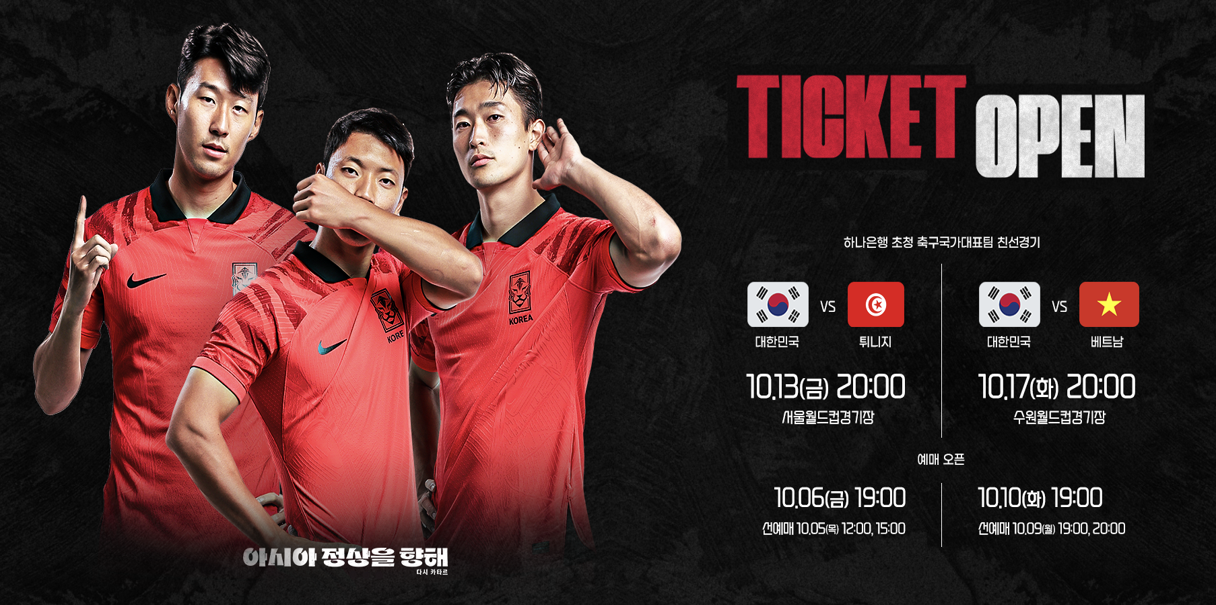 TICKET OPEN
하나은행 초청 축구국가대표팀 친선경기
대한민국 VS 튀니지
10.13(금) 20:00
서울월드컵경기장
대한민국 VS 베트남
10.17(화) 20:00
수원월드컵경기장
예매 오픈
10.06(금) 19:00
선예매 10.05(목) 12:00, 15:00
10.10(화) 19:00
선예매 10.09(월) 19:00, 20:00
KOREA
KOREA
아시아 정상을 향해
다시 카타르